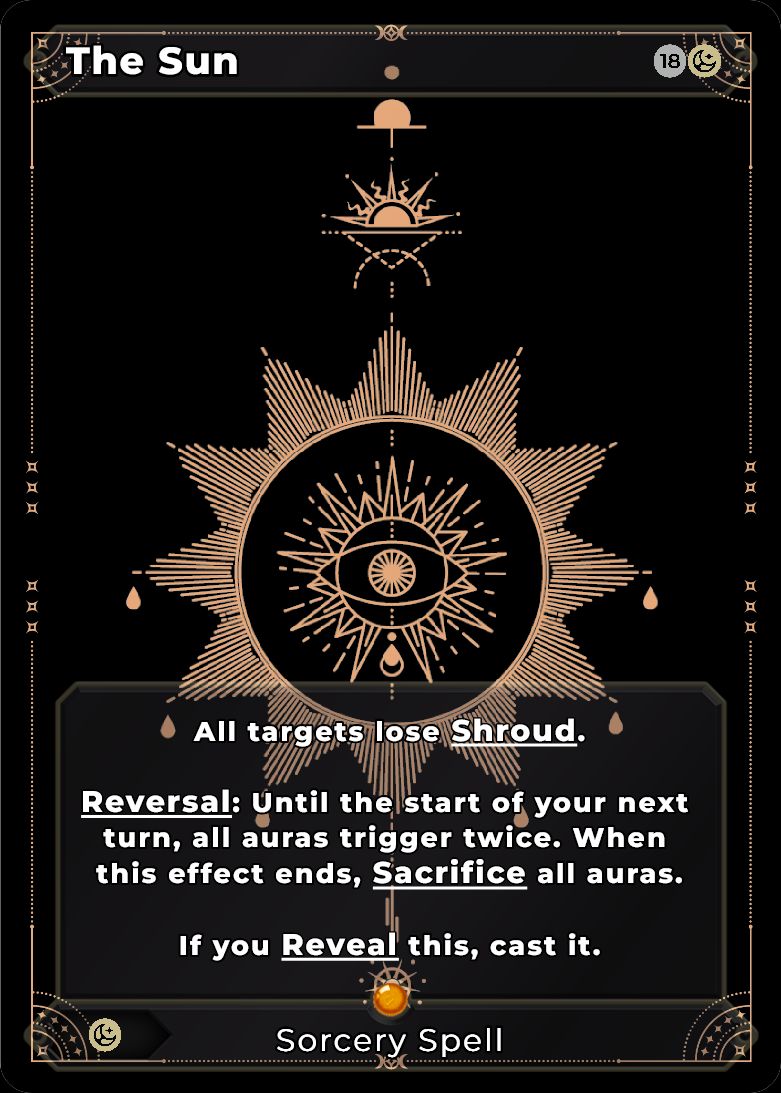 The Sun
18
All targets lose Shroud.
Reversal: Until the start of your next
turn, all auras trigger twice. When
this effect ends, Sacrifice all auras.
If you Reveal this, cast it.
Sorcery Spell